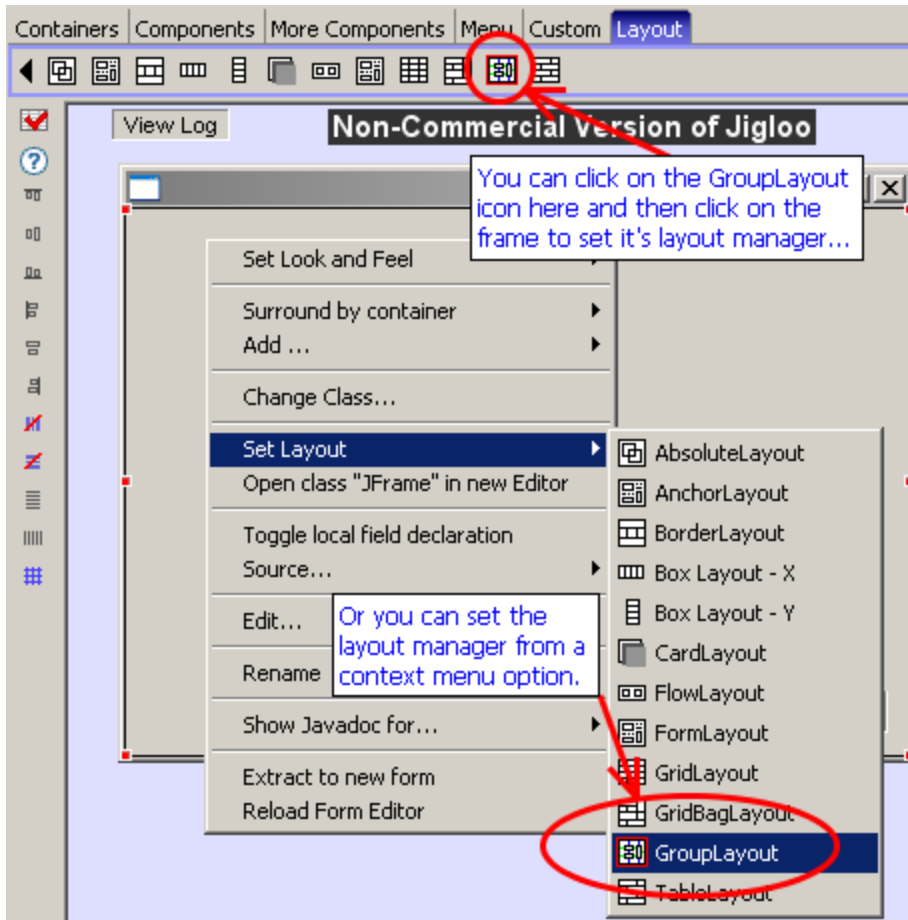 Containers Components More Components Menu Custom Layout
View Log
Non-Commercial Version of Jigloo
You can click on the GroupLayout
icon here and then click on the
frame to set it's layout manager...
Set Look and Feel
Surround by container
Add ...
Change Class...
Set Layout
Open class "JFrame" in new Editor
Toggle local field declaration
Source...
Edit...
Or you can set the
layout manager from a
context menu option.
Rename
Show Javadoc for...
Extract to new form
Reload Form Editor
AbsoluteLayout
AnchorLayout
BorderLayout
Box Layout - X
Box Layout - Y
CardLayout
FlowLayout
FormLayout
GridLayout
GridBagLayout
GroupLayout
TableLayout